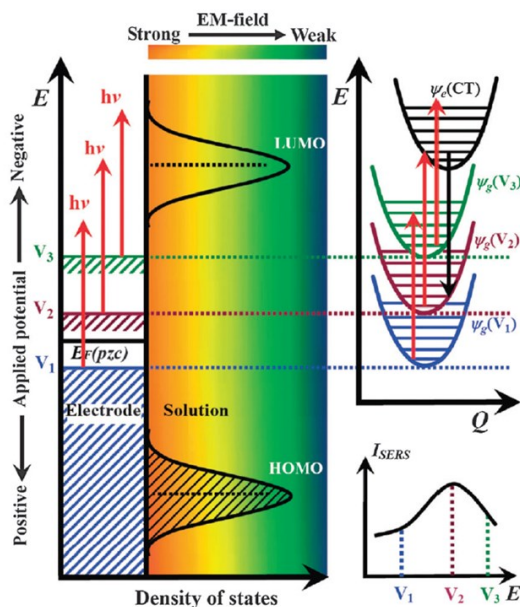 EM-field
Strong Weak
E
Negative
Applied potential
Positive
hν
hν
hν
V3
V2
EF(pzc)
V1
Electrode
Solution
LUMO
HOMO
Density of states
E
ψe(CT)
ψg(V3)
ψg(V2)
ψg(V1)
Q
ISERS
V1 V2 V3 E